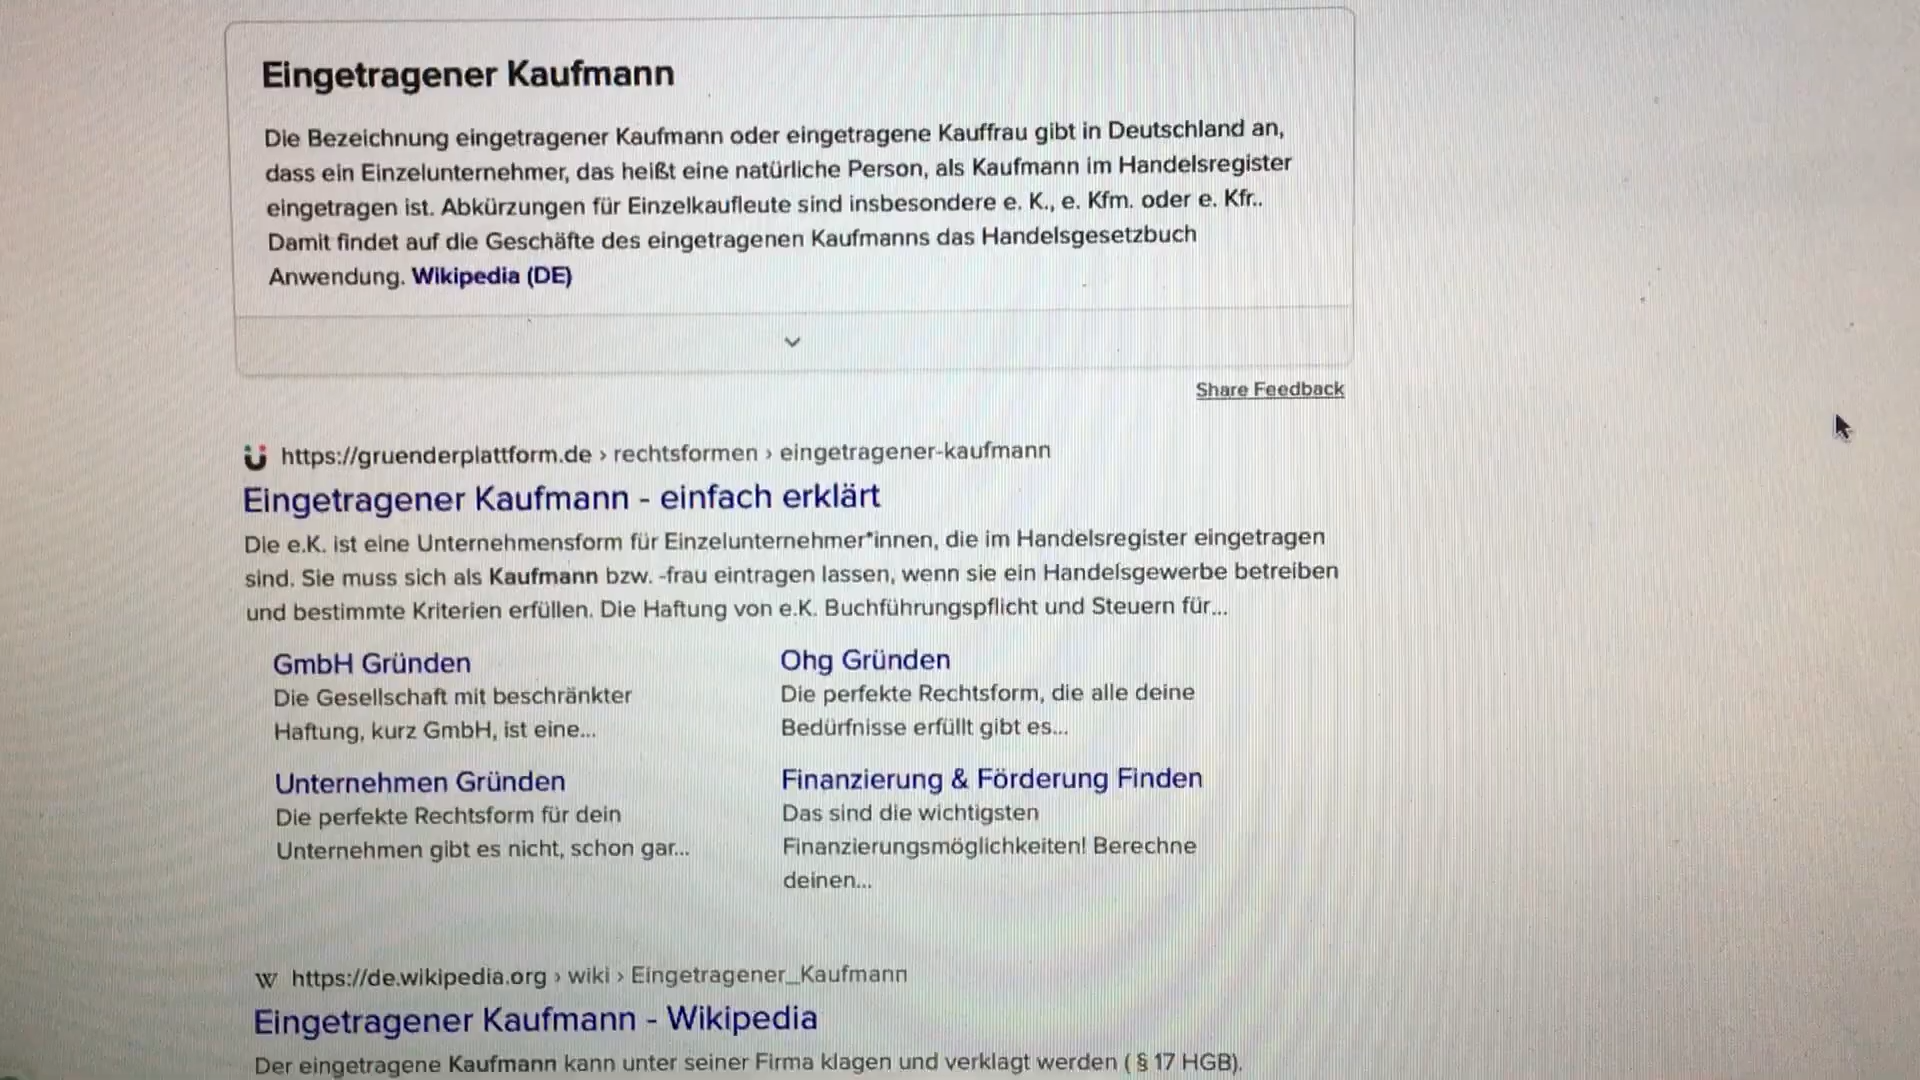 Eingetragener Kaufmann
Die Bezeichnung eingetragener Kaufmann oder eingetragene Kauffrau gibt in Deutschland an,
dass ein Einzelunternehmer, das heißt eine natürliche Person, als Kaufmann im Handelsregister
eingetragen ist. Abkürzungen für Einzelkaufleute sind insbesondere e. K., e. Kfm. oder e. Kfr..
Damit findet auf die Geschäfte des eingetragenen Kaufmanns das Handelsgesetzbuch
Anwendung. Wikipedia (DE)
Share Feedback
https://gruenderplattform.de › rechtsformen › eingetragener-kaufmann
Eingetragener Kaufmann - einfach erklärt
Die e.K. ist eine Unternehmensform für Einzelunternehmer*innen, die im Handelsregister eingetragen
sind. Sie muss sich als Kaufmann bzw. -frau eintragen lassen, wenn sie ein Handelsgewerbe betreiben
und bestimmte Kriterien erfüllen. Die Haftung von e.K. Buchführungspflicht und Steuern für...
GmbH Gründen
Die Gesellschaft mit beschränkter
Haftung, kurz GmbH, ist eine...
Ohg Gründen
Die perfekte Rechtsform, die alle deine
Bedürfnisse erfüllt gibt es...
Unternehmen Gründen
Die perfekte Rechtsform für dein
Unternehmen gibt es nicht, schon gar...
Finanzierung & Förderung Finden
Das sind die wichtigsten
Finanzierungsmöglichkeiten! Berechne
deinen...
W https://de.wikipedia.org › wiki › Eingetragener_Kaufmann
Eingetragener Kaufmann - Wikipedia
Der eingetragene Kaufmann kann unter seiner Firma klagen und verklagt werden ( § 17 HGB).